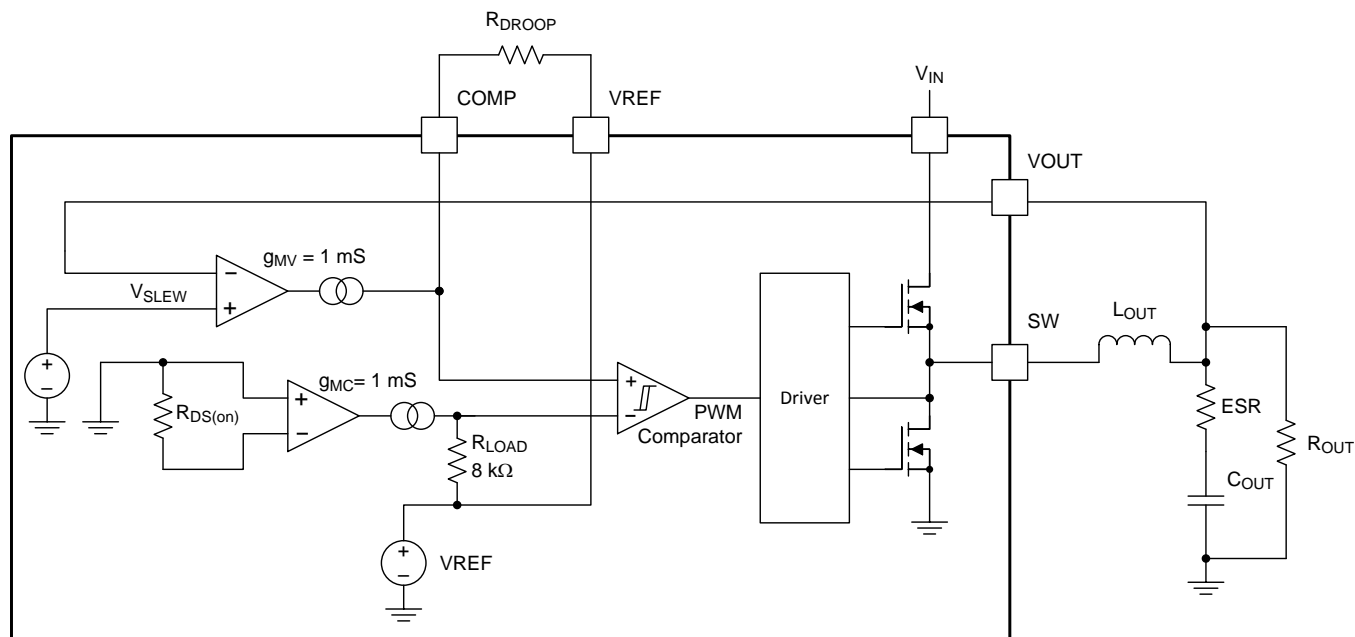 RDROOP
COMP
VREF
VIN
VOUT
gMV = 1 mS
VSLEW
+
−
−
+
gMC= 1 mS
RDS(on)
+
−
RLOAD
8 kΩ
+
−
PWM
Comparator
Driver
SW
LOUT
ESR
COUT
ROUT
+
−
VREF